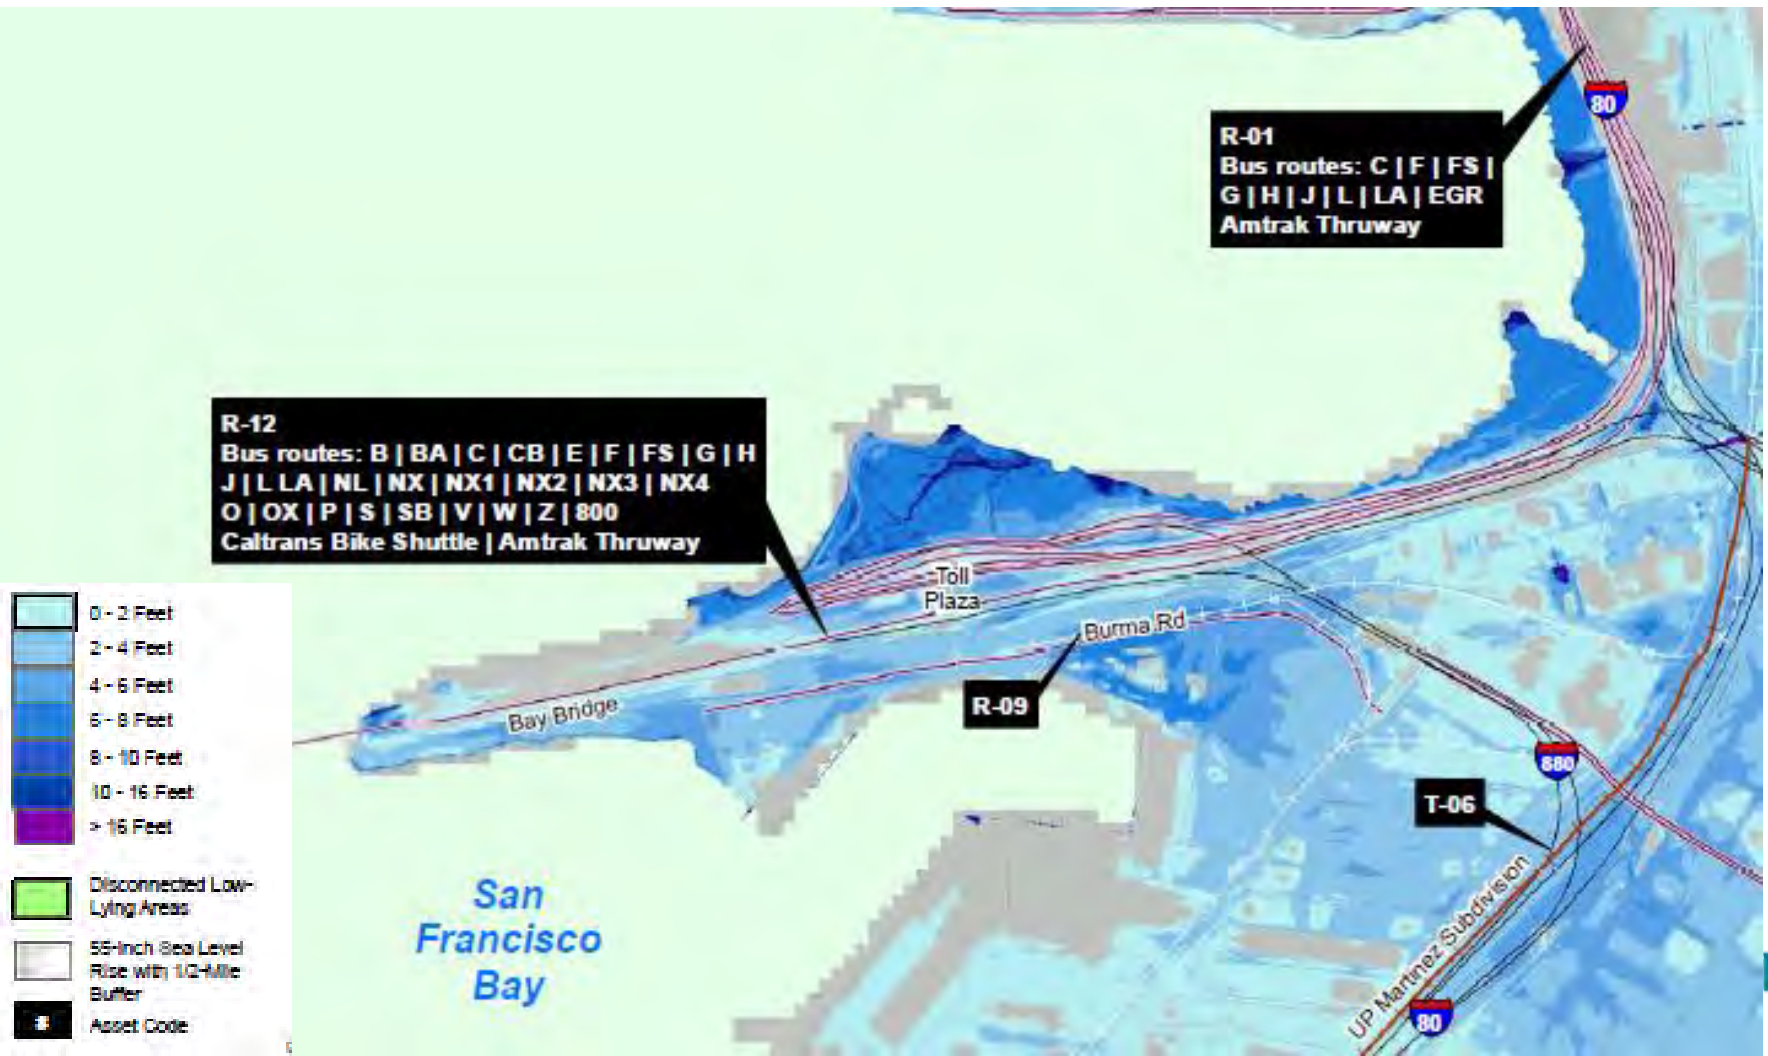 R-01
Bus routes: C | F | FS |
G | H | J | L | LA | EGR
Amtrak Thruway
80
R-12
Bus routes: B | BA | C | CB | E | F | FS | G | H
J | L LA | NL | NX | NX1 | NX2 | NX3 | NX4
O | OX | P | S | SB | V | W | Z | 800
Caltrans Bike Shuttle | Amtrak Thruway
Toll
Plaza
Burma Rd
R-09
Bay Bridge
880
T-06
UP Martinez Subdivision
80
San
Francisco
Bay
0 - 2 Feet
2 - 4 Feet
4 - 6 Feet
6 - 8 Feet
8 - 10 Feet
10 - 16 Feet
> 16 Feet
Disconnected Low-
Lying Areas
55-Inch Sea Level
Rise with 1/2-Mile
Buffer
#
Asset Code